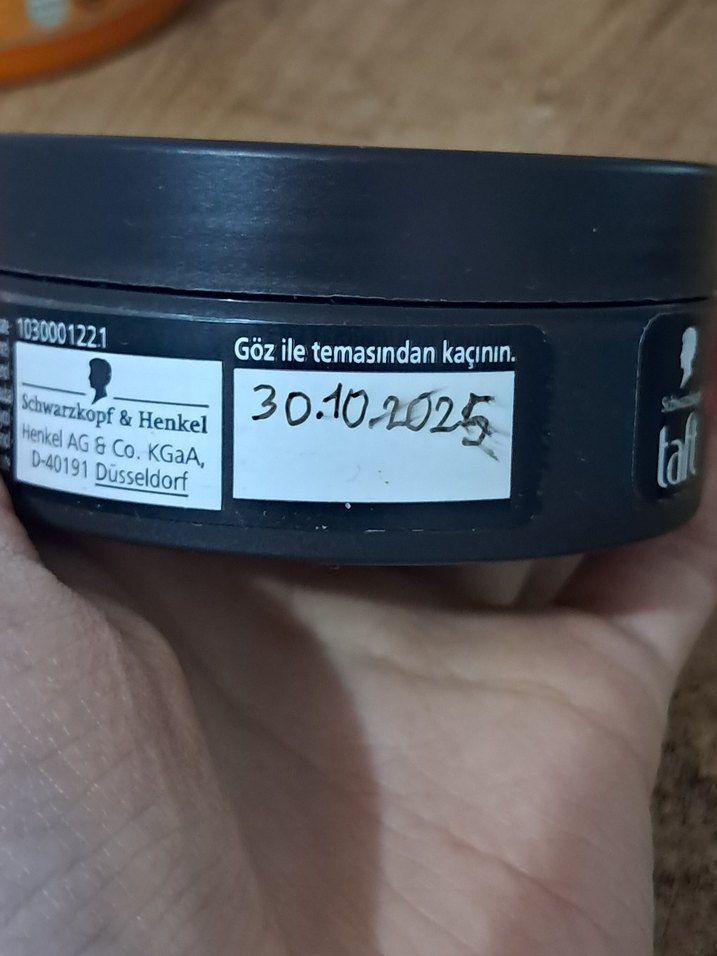 1030001221
Schwarzkopf & Henkel
Henkel AG & Co. KGaA,
D-40191 Düsseldorf
Göz ile temasından kaçının.
30.10.2025
taft